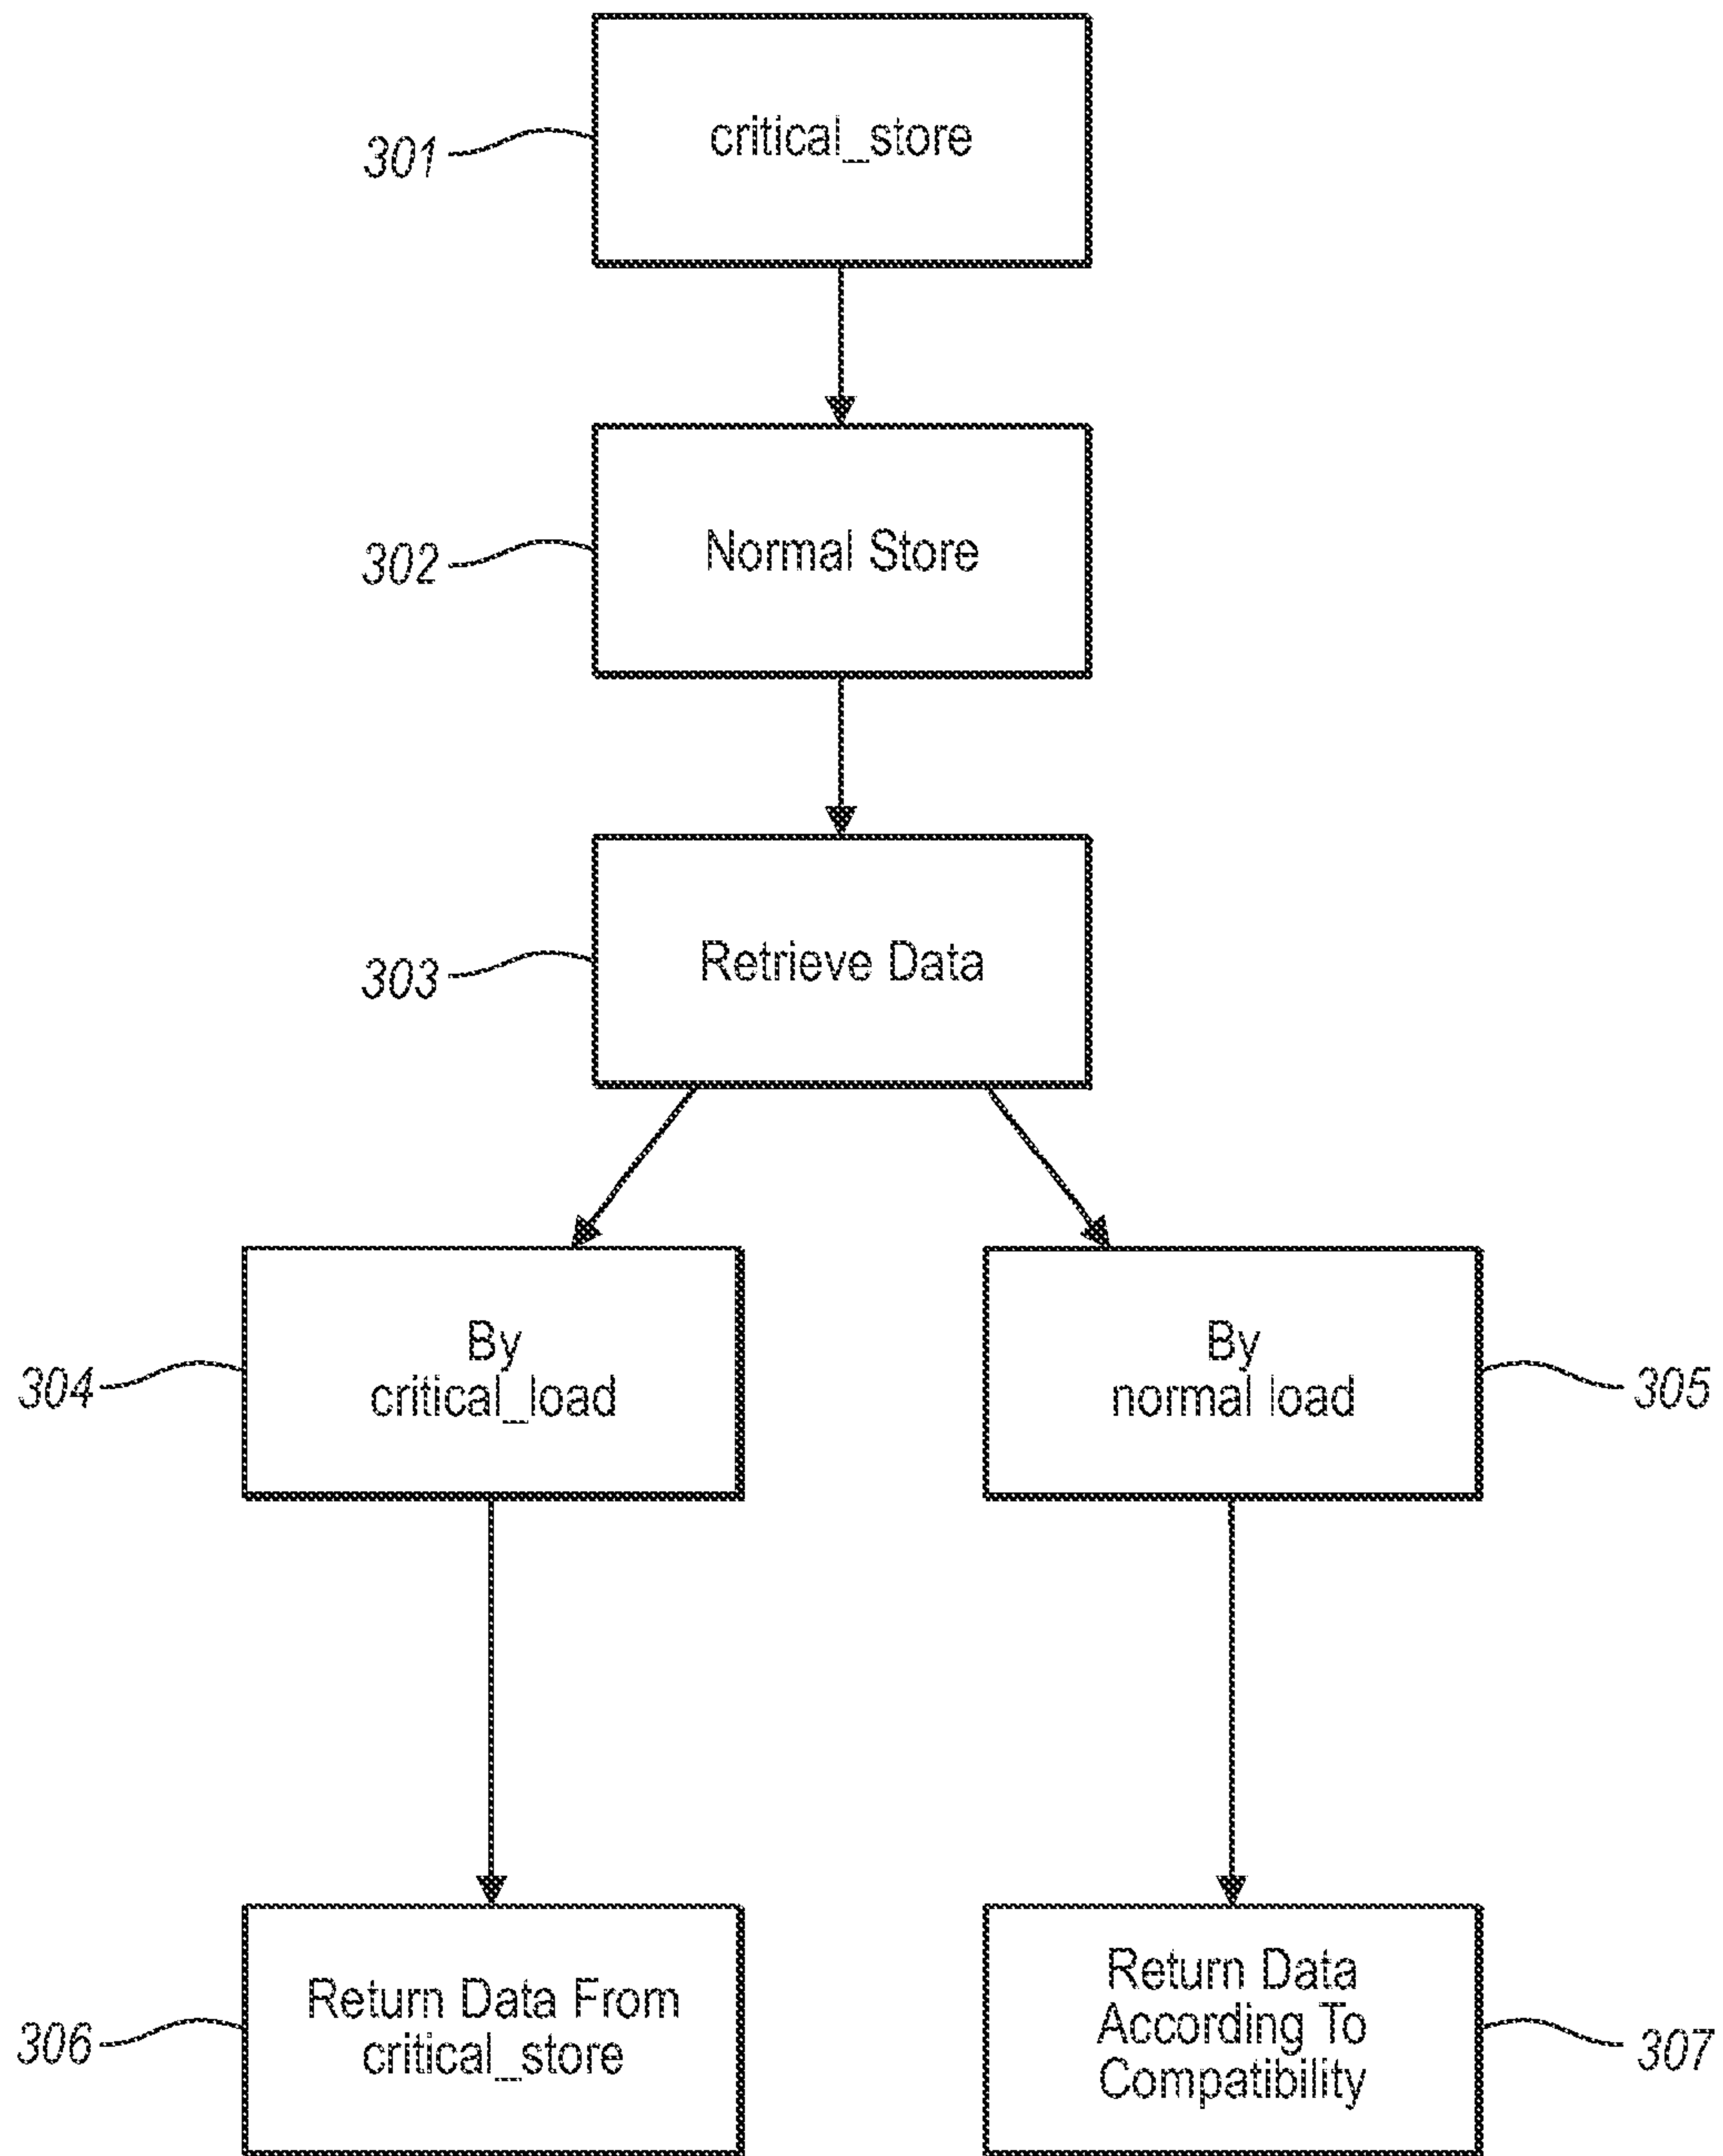 301
critical_store
302
Normal Store
303
Retrieve Data
304
By
critical_load
By
normal load
305
306
Return Data From
critical_store
Return Data
According To
Compatibility
307